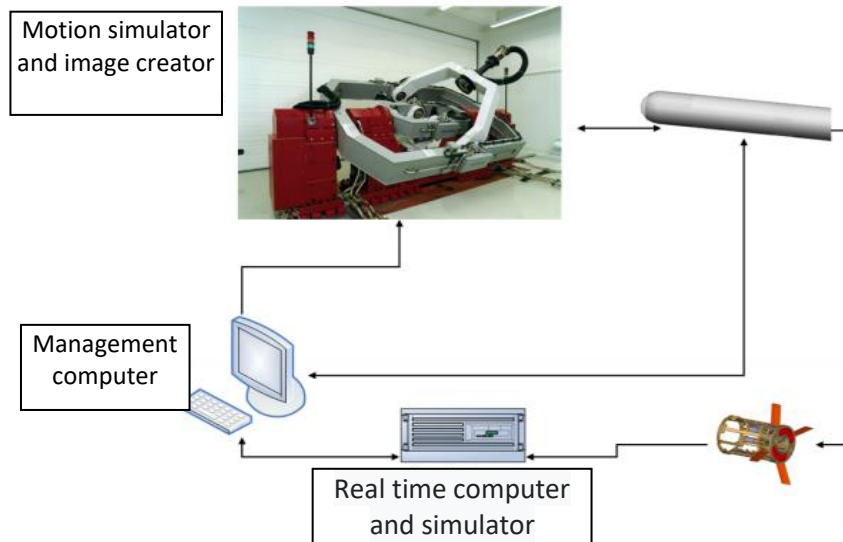 Motion simulator
and image creator
Management
computer
Real time computer
and simulator